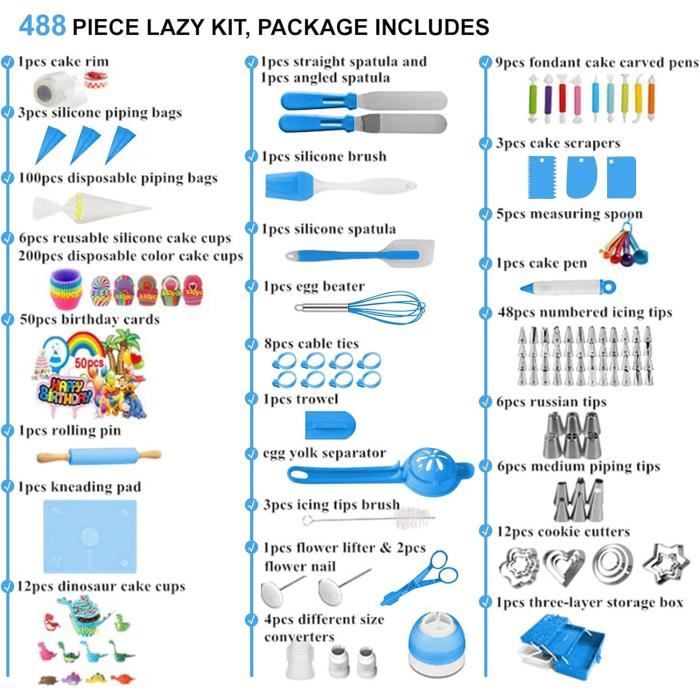 488 PIECE LAZY KIT, PACKAGE INCLUDES
1pcs cake rim
3pcs silicone piping bags
100pcs disposable piping bags
6pcs reusable silicone cake cups
200pcs disposable color cake cups
50pcs birthday cards
50pcs
HAPPY
BIRTHDAY
1pcs rolling pin
1pcs kneading pad
12pcs dinosaur cake cups
1pcs straight spatula and
1pcs angled spatula
1pcs silicone brush
1pcs silicone spatula
1pcs egg beater
8pcs cable ties
1pcs trowel
egg yolk separator
3pcs icing tips brush
1pcs flower lifter & 2pcs
flower nail
4pcs different size
converters
9pcs fondant cake carved pens
3pcs cake scrapers
5pcs measuring spoon
1pcs cake pen
48pcs numbered icing tips
6pcs russian tips
6pcs medium piping tips
12pcs cookie cutters
1pcs three-layer storage box